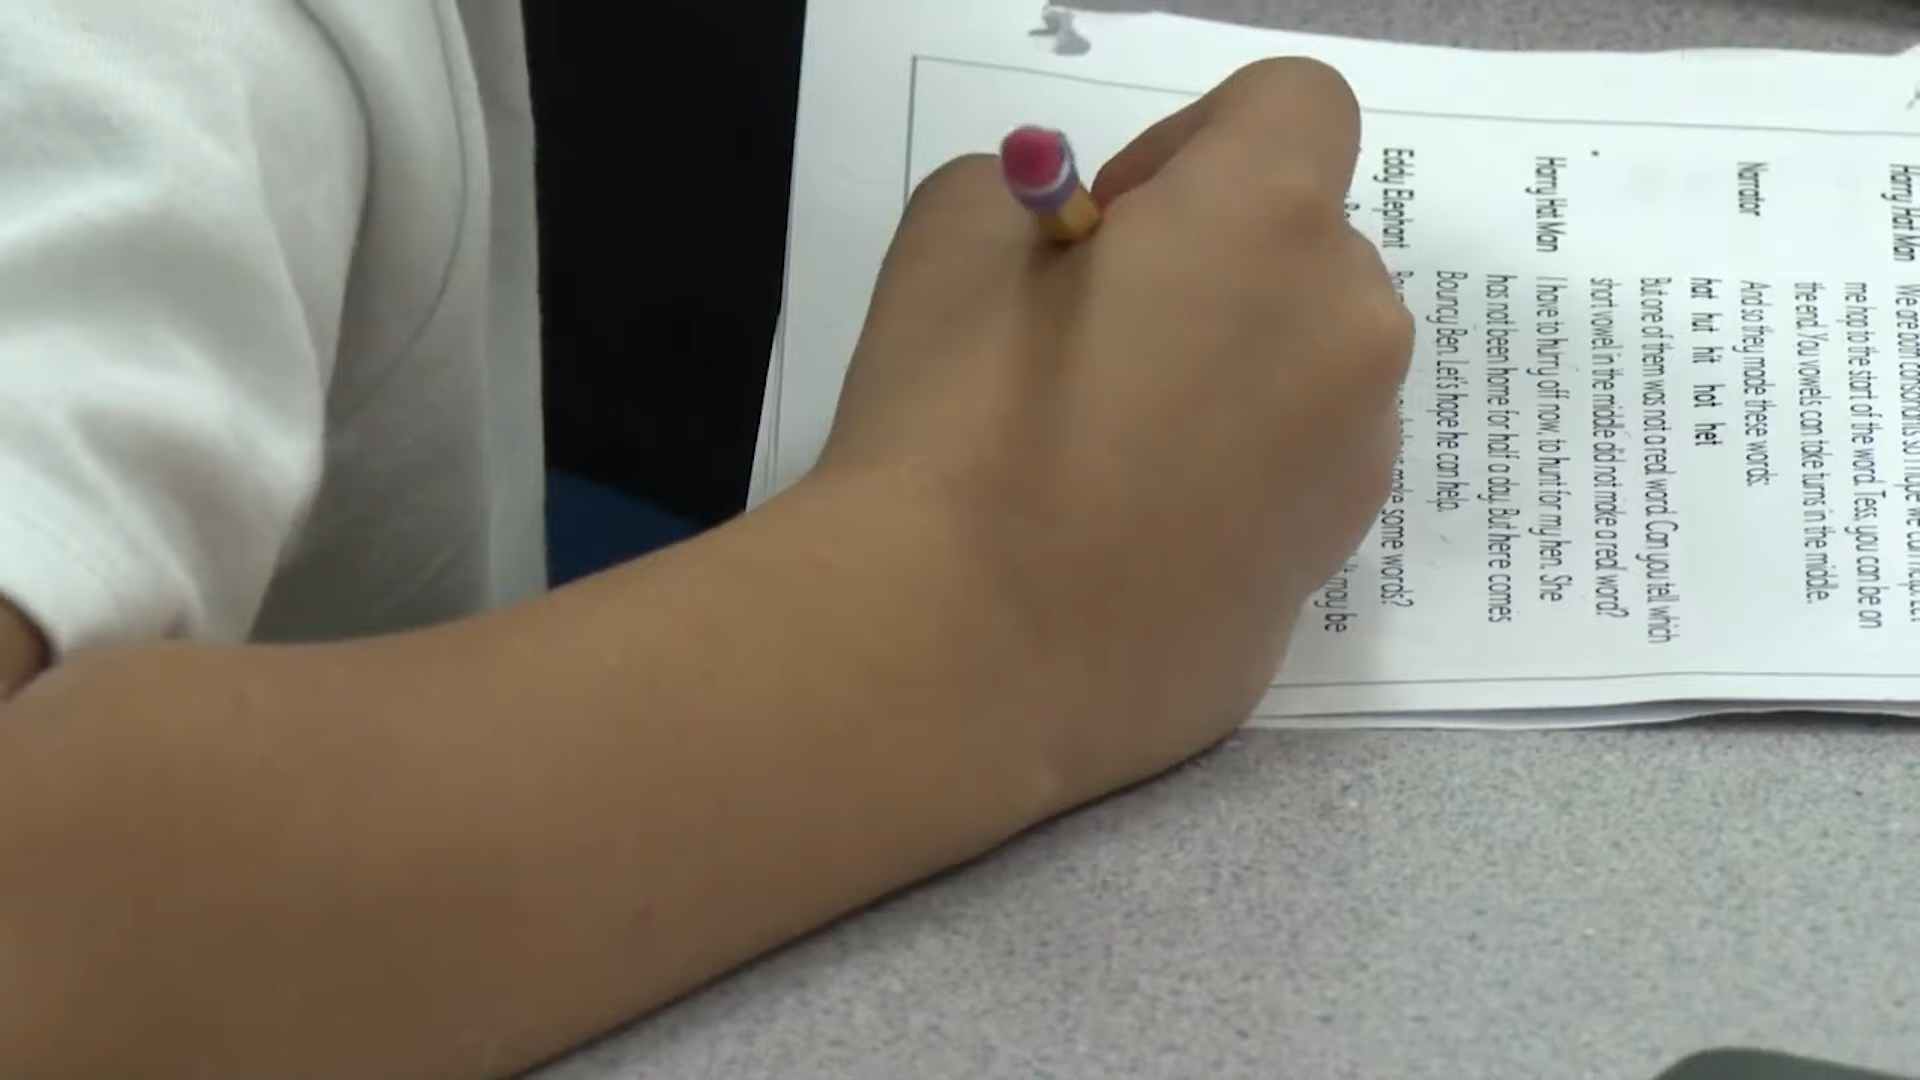 Harry Hat Man We are both consonants so I hope we can help. Let
me hop to the start of the word. Tess, you can be on
the end. You vowels can take turns in the middle.
Narrator And so they made these words:
hat hut hit hot het
But one of them was not a real word. Can you tell which
short vowel in the middle did not make a real word?
Harry Hat Man I have to hurry off now, to hunt for my hen. She
has not been home for half a day. But here comes
Bouncy Ben. Let's hope he can help.
Eddy Elephant make some words?
it may be